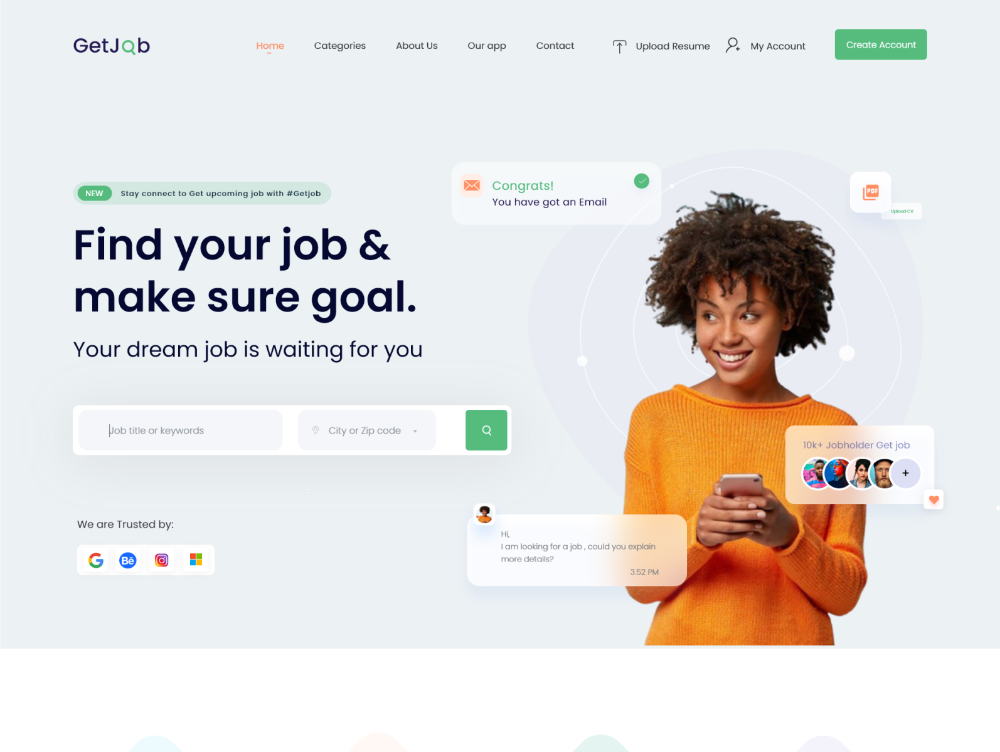 GetJob
Home
Categories
About Us
Our app
Contact
Upload Resume
My Account
Create Account
NEW
Stay connect to Get upcoming job with #Getjob
Find your job &
make sure goal.
Your dream job is waiting for you
Job title or keywords
City or Zip code
We are Trusted by:
Bē
Congrats!
You have got an Email
PDF
Upload CV
10k+ Jobholder Get job
+
Hi,
I am looking for a job , could you explain
more details?
3.52 PM